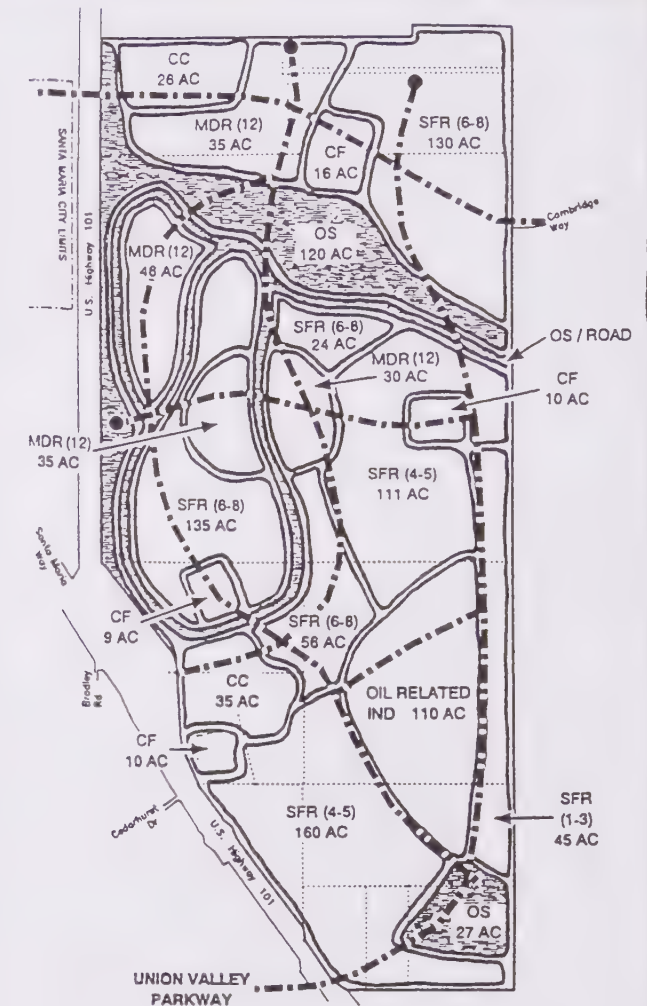 CC
26 AC
MDR (12)
35 AC
CF
16 AC
SFR (6-8)
130 AC
SANTA MARIA CITY LIMITS
U.S. Highway 101
Cambridge
Way
OS
120 AC
MDR (12)
48 AC
SFR (6-8)
24 AC
OS / ROAD
MDR (12)
30 AC
CF
10 AC
MDR (12)
35 AC
SFR (4-5)
111 AC
SFR (6-8)
135 AC
Santa Maria
Way
CF
9 AC
SFR (6-8)
56 AC
CC
35 AC
OIL RELATED
IND 110 AC
Bradley
Rd
CF
10 AC
SFR (4-5)
160 AC
SFR
(1-3)
45 AC
Cedarhurst
Dr
U.S. Highway 101
OS
27 AC
UNION VALLEY
PARKWAY